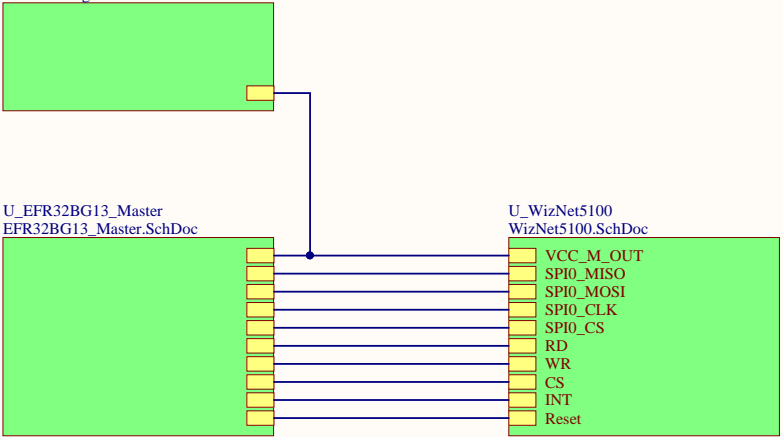 U_EFR32BG13_Master
EFR32BG13_Master.SchDoc
U_WizNet5100
WizNet5100.SchDoc
VCC_M_OUT
SPI0_MISO
SPI0_MOSI
SPI0_CLK
SPI0_CS
RD
WR
CS
INT
Reset